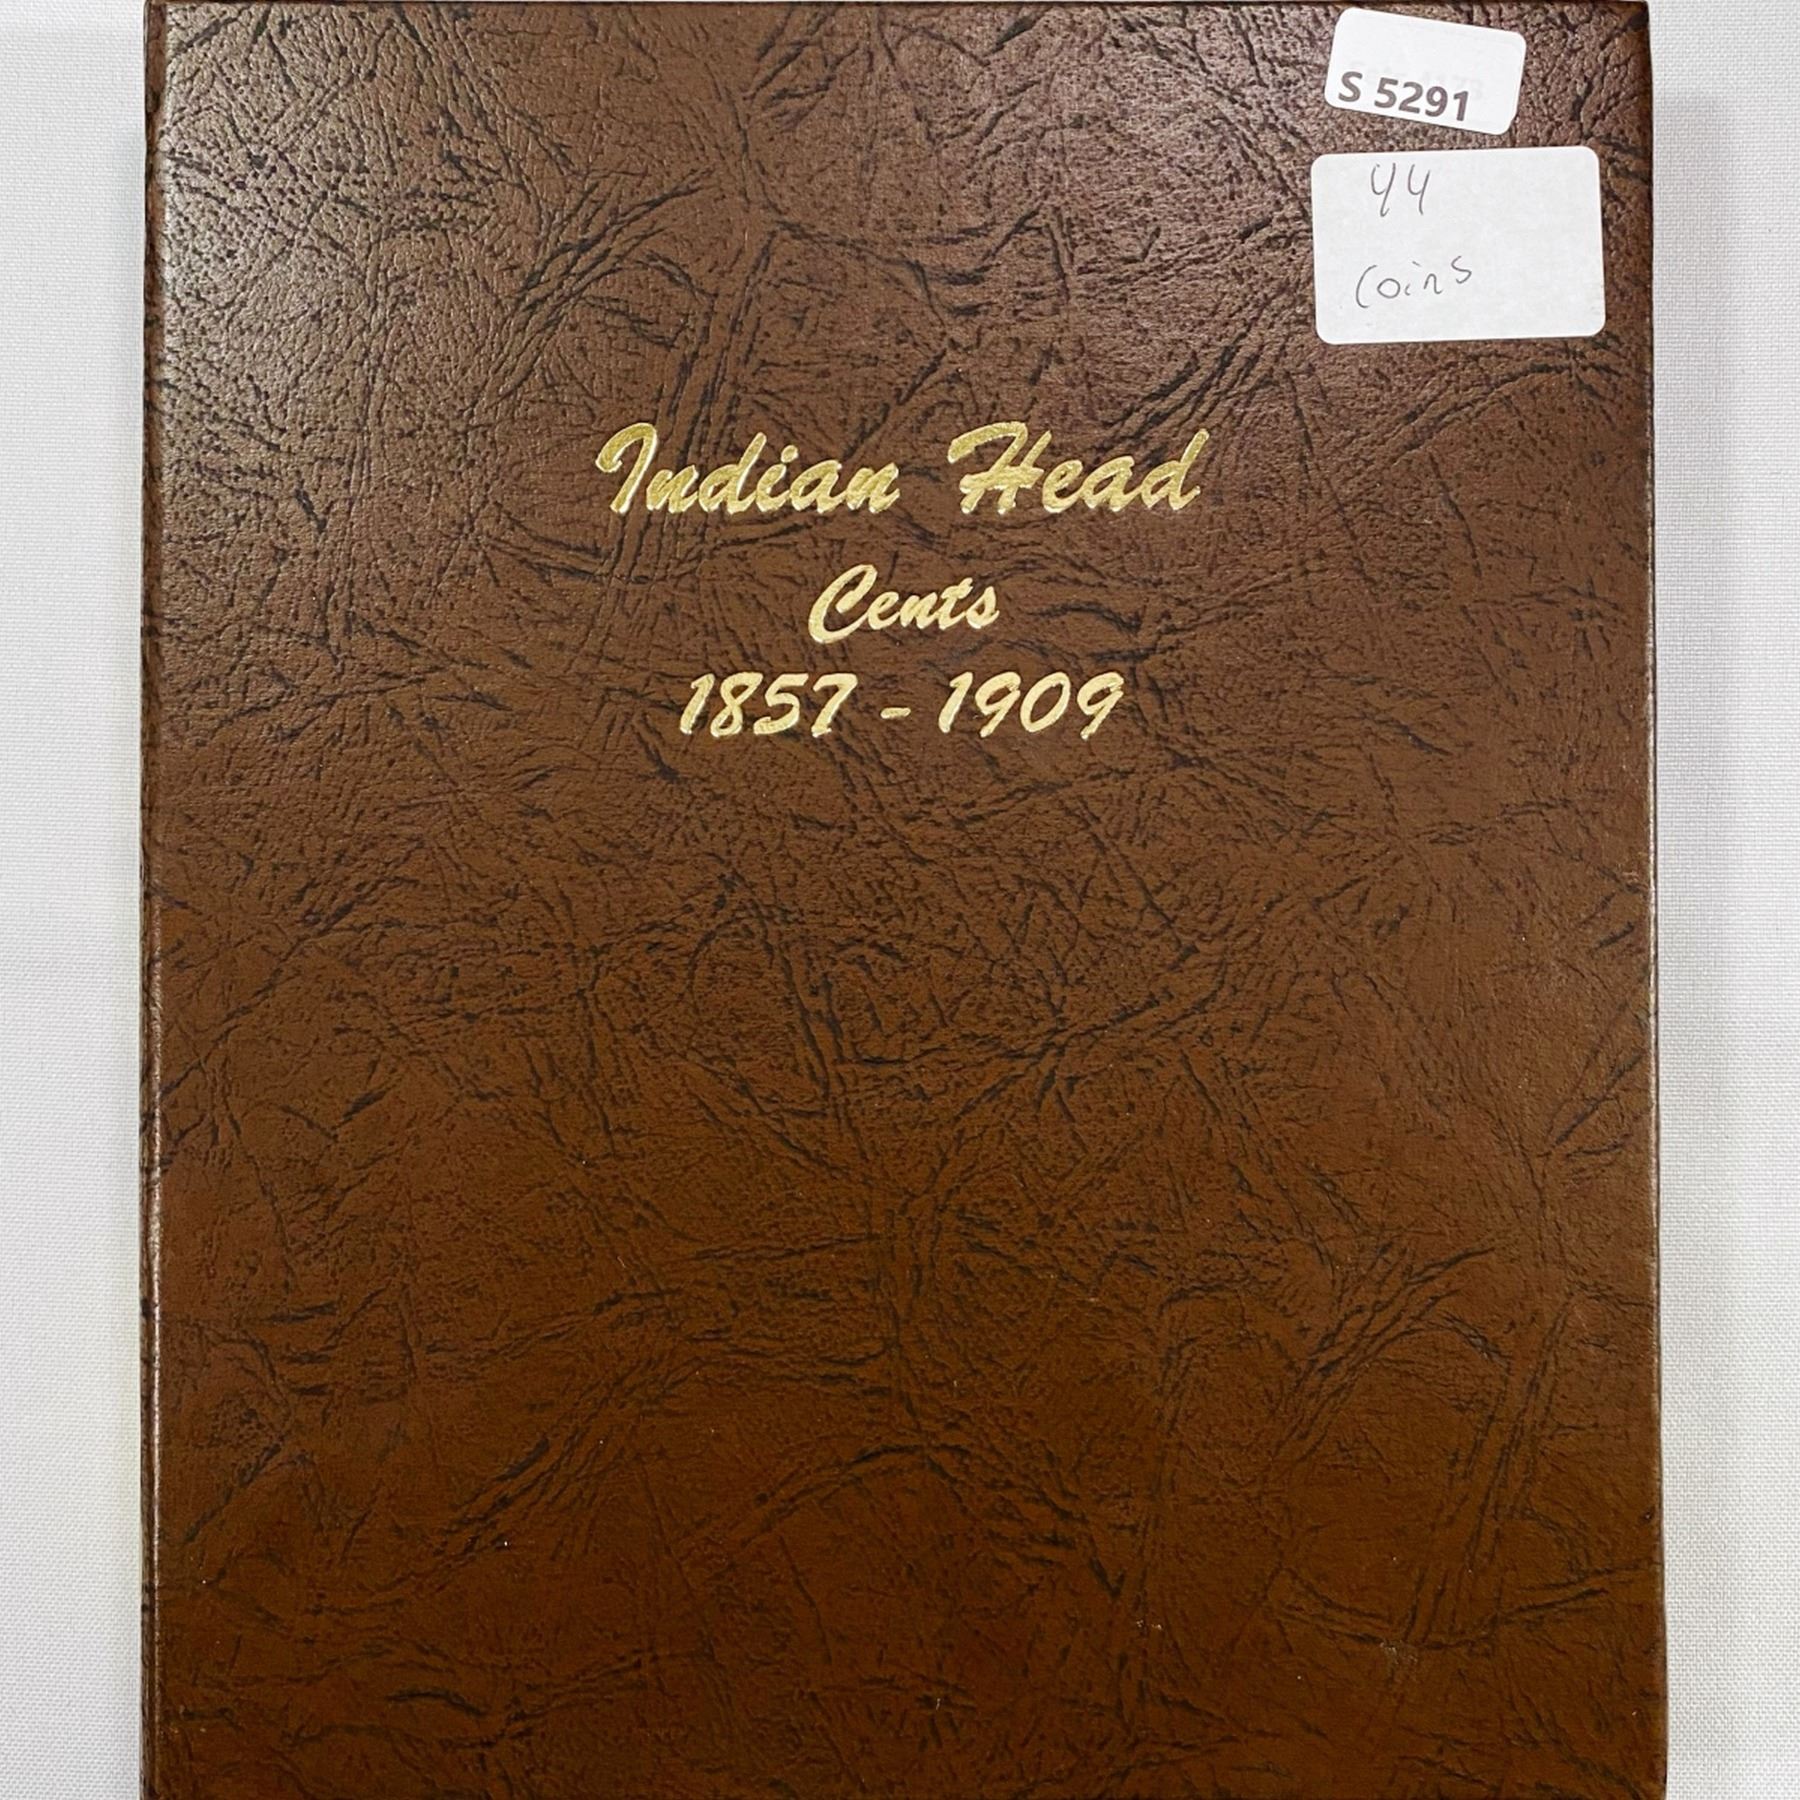 S 5291
44
coins
Indian Head
Cents
1857 - 1909